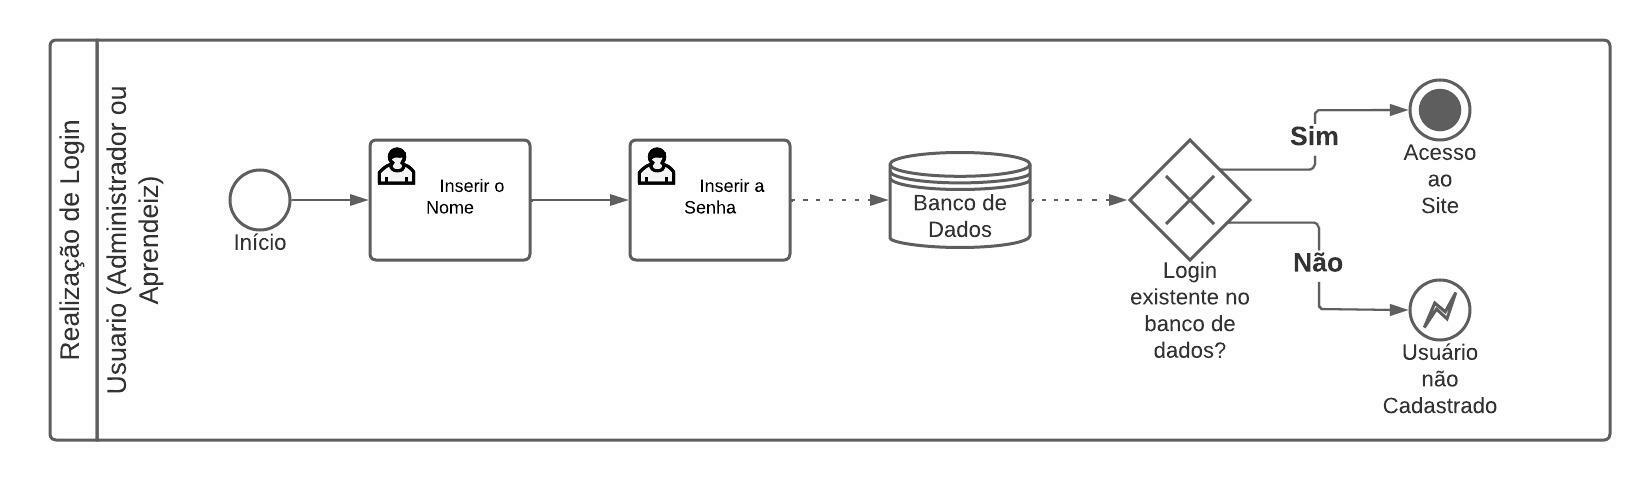 Realização de Login
Usuario (Administrador ou
Aprendeiz)
Início
Inserir o
Nome
Inserir a
Senha
Banco de
Dados
Login
existente no
banco de
dados?
Sim
Acesso
ao
Site
Não
Usuário
não
Cadastrado